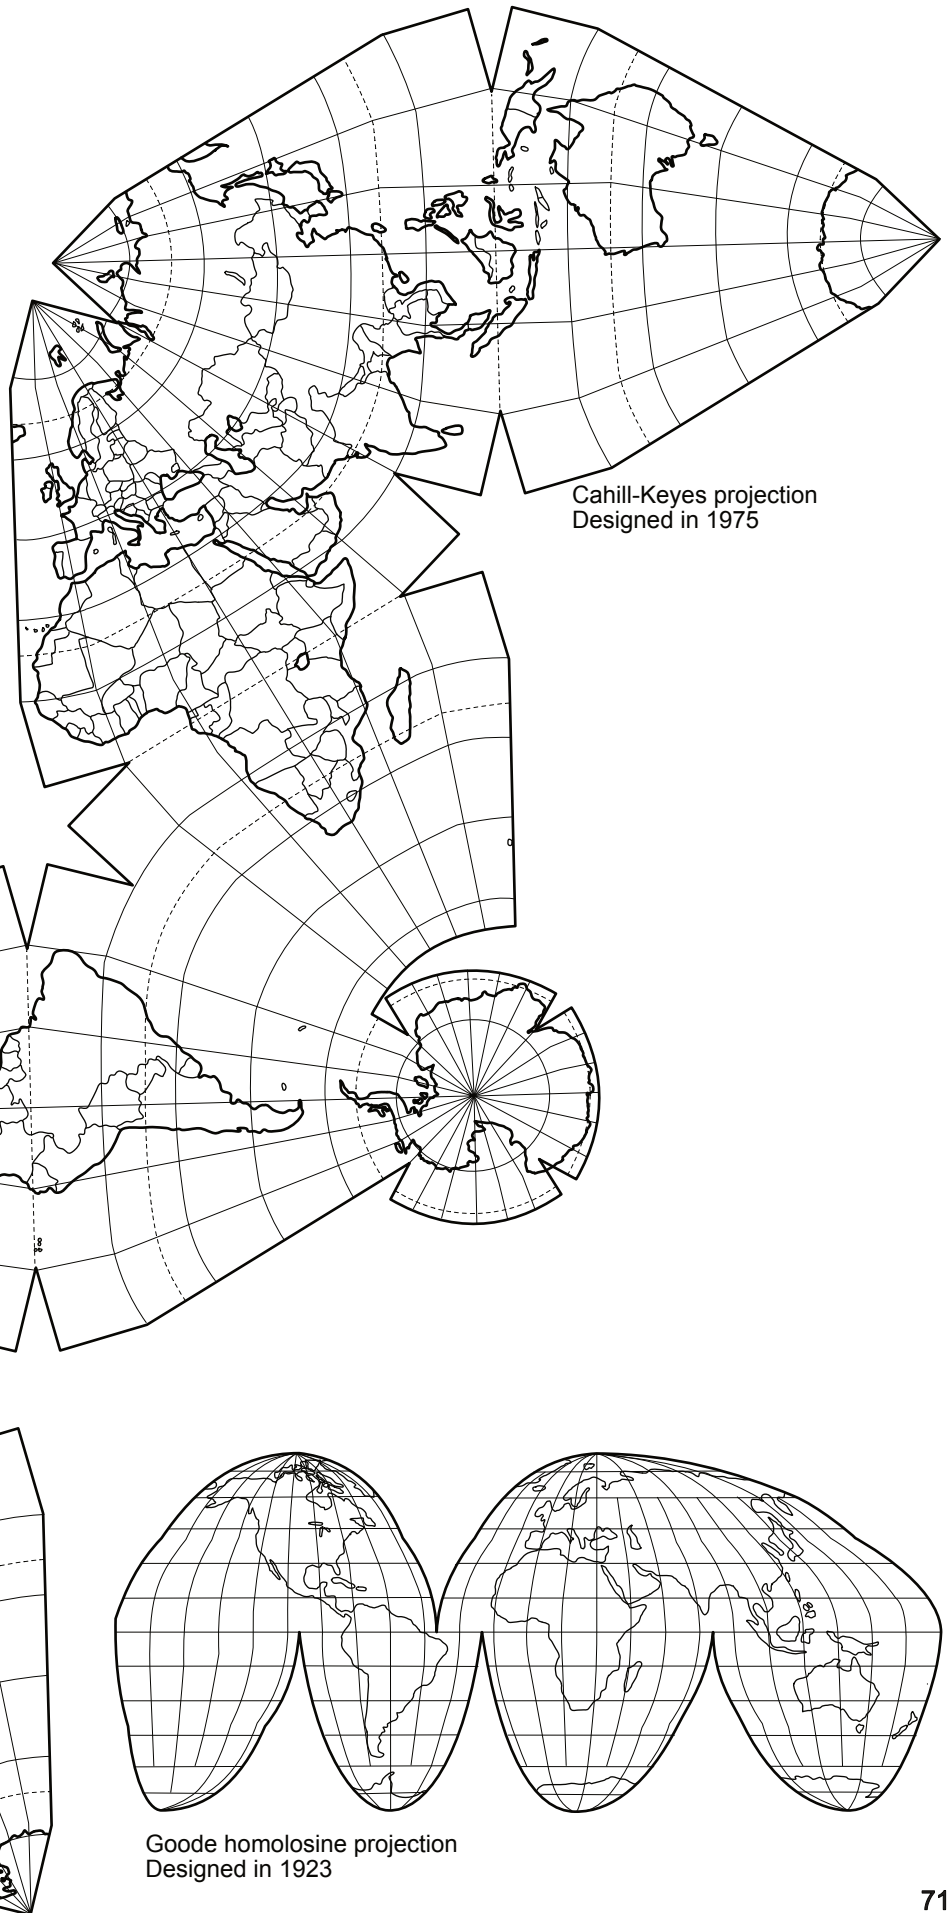 Cahill-Keyes projection
Designed in 1975
Goode homolosine projection
Designed in 1923
71